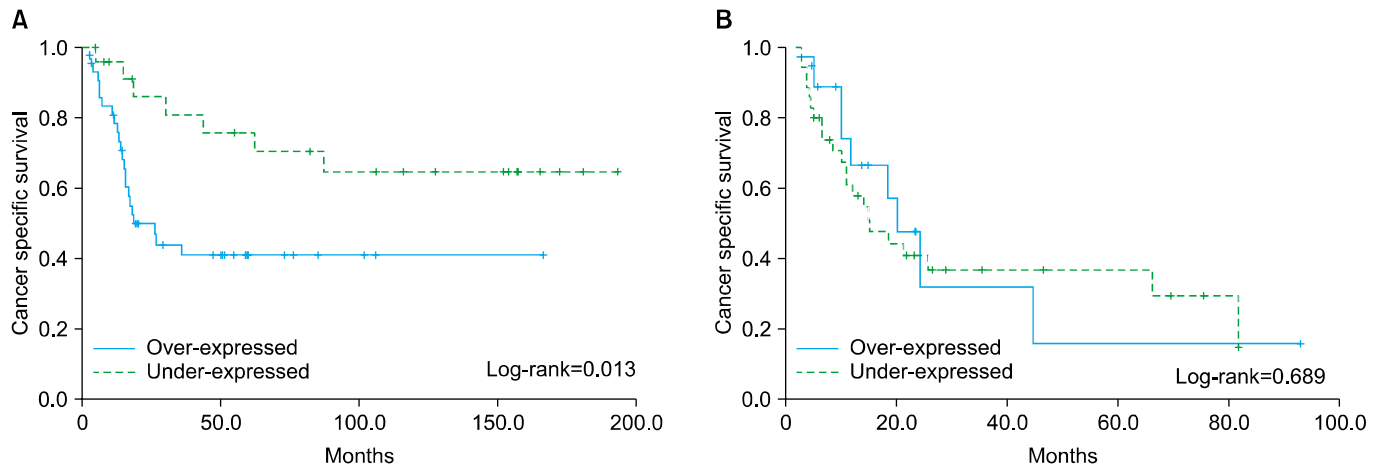 A
1.0
0.8
0.6
0.4
0.2
0.0
Cancer specific survival
Over-expressed
Under-expressed
Log-rank=0.013
0 50.0 100.0 150.0 200.0
Months
B
1.0
0.8
0.6
0.4
0.2
0.0
Cancer specific survival
Over-expressed
Under-expressed
Log-rank=0.689
0 20.0 40.0 60.0 80.0 100.0
Months